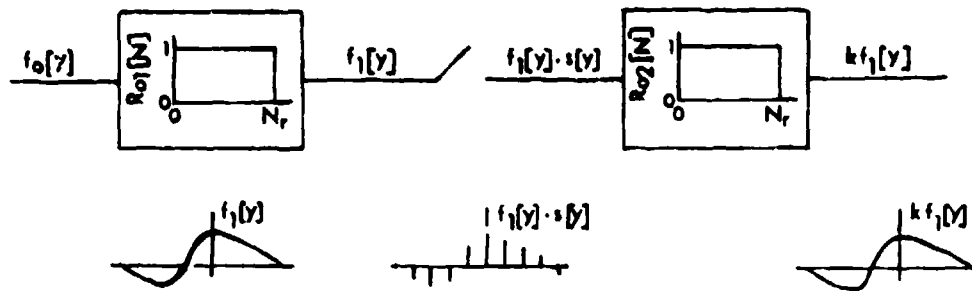 f₀[y]
R₀₁[N]
1
0
0
Nᵣ
f₁[y]
f₁[y]·s[y]
R₀₂[N]
1
0
0
Nᵣ
kf₁[y]
f₁[y]
f₁[y]·s[y]
kf₁[y]